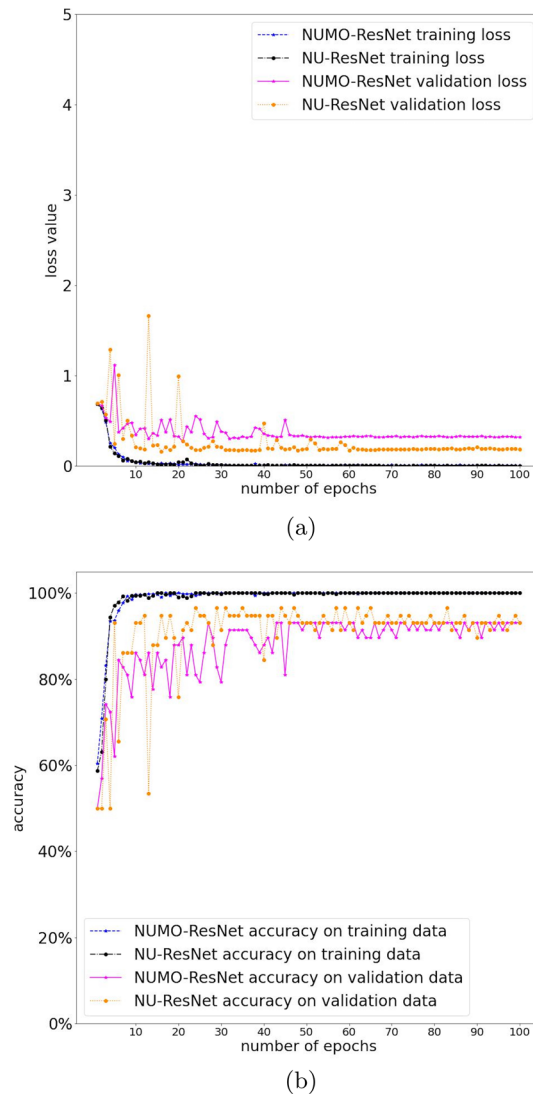 NUMO-ResNet training loss
NU-ResNet training loss
NUMO-ResNet validation loss
NU-ResNet validation loss
5
4
3
2
1
0
loss value
10 20 30 40 50 60 70 80 90 100
number of epochs
(a)
100%
80%
60%
40%
20%
0%
accuracy
NUMO-ResNet accuracy on training data
NU-ResNet accuracy on training data
NUMO-ResNet accuracy on validation data
NU-ResNet accuracy on validation data
10 20 30 40 50 60 70 80 90 100
number of epochs
(b)